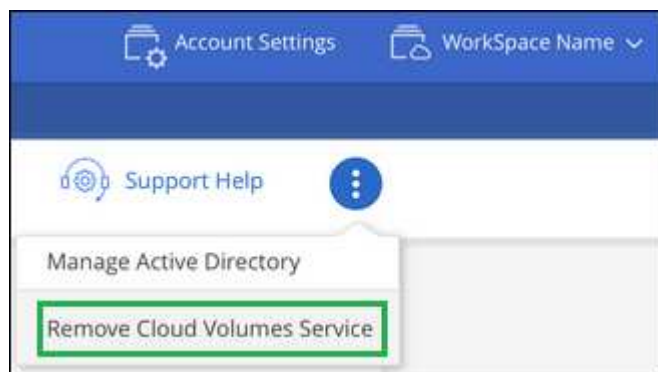 Account Settings
WorkSpace Name
Support Help
Manage Active Directory
Remove Cloud Volumes Service